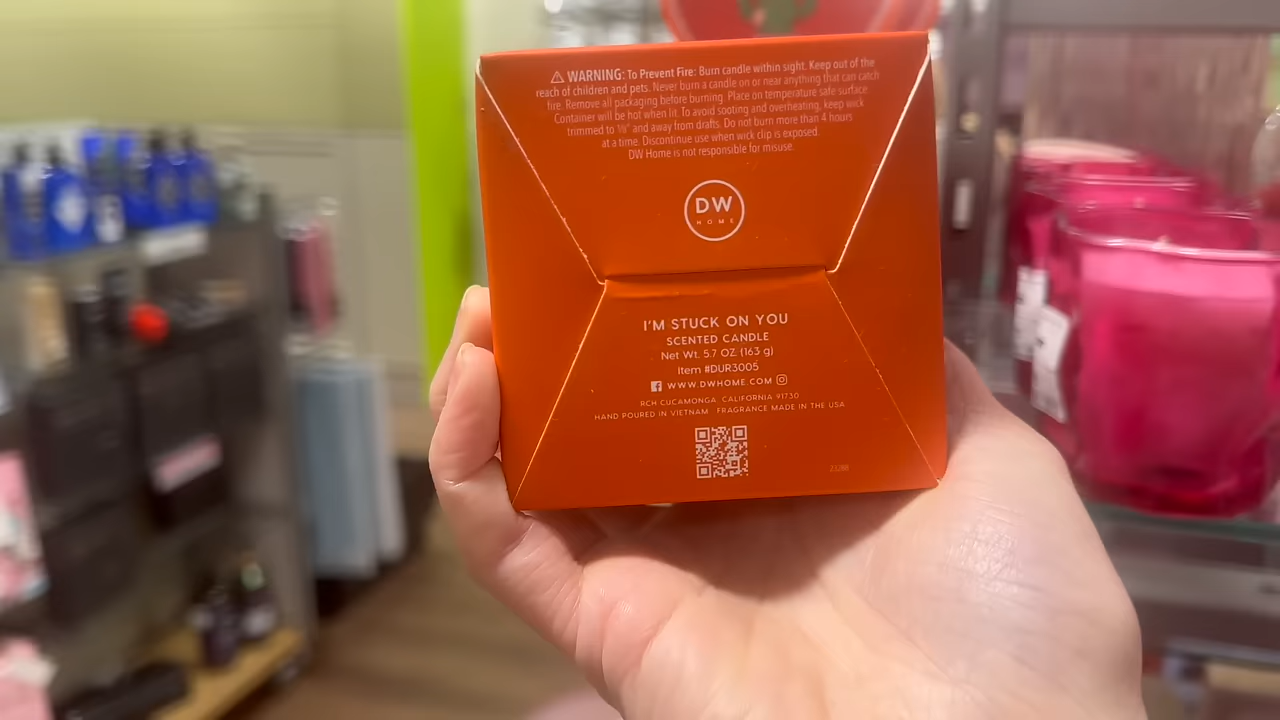 ⚠ WARNING: To Prevent Fire: Burn candle within sight. Keep out of the
reach of children and pets. Never burn a candle on or near anything that can catch
fire. Remove all packaging before burning. Place on temperature safe surface.
Container will be hot when lit. To avoid sooting and overheating, keep wick
trimmed to ⅛" and away from drafts. Do not burn more than 4 hours
at a time. Discontinue use when wick clip is exposed.
DW Home is not responsible for misuse.
DW
HOME
I'M STUCK ON YOU
SCENTED CANDLE
Net Wt. 5.7 OZ (163 g)
Item #DUR3005
WWW.DWHOME.COM
RCH CUCAMONGA, CALIFORNIA 91730
HAND POURED IN VIETNAM FRAGRANCE MADE IN THE USA